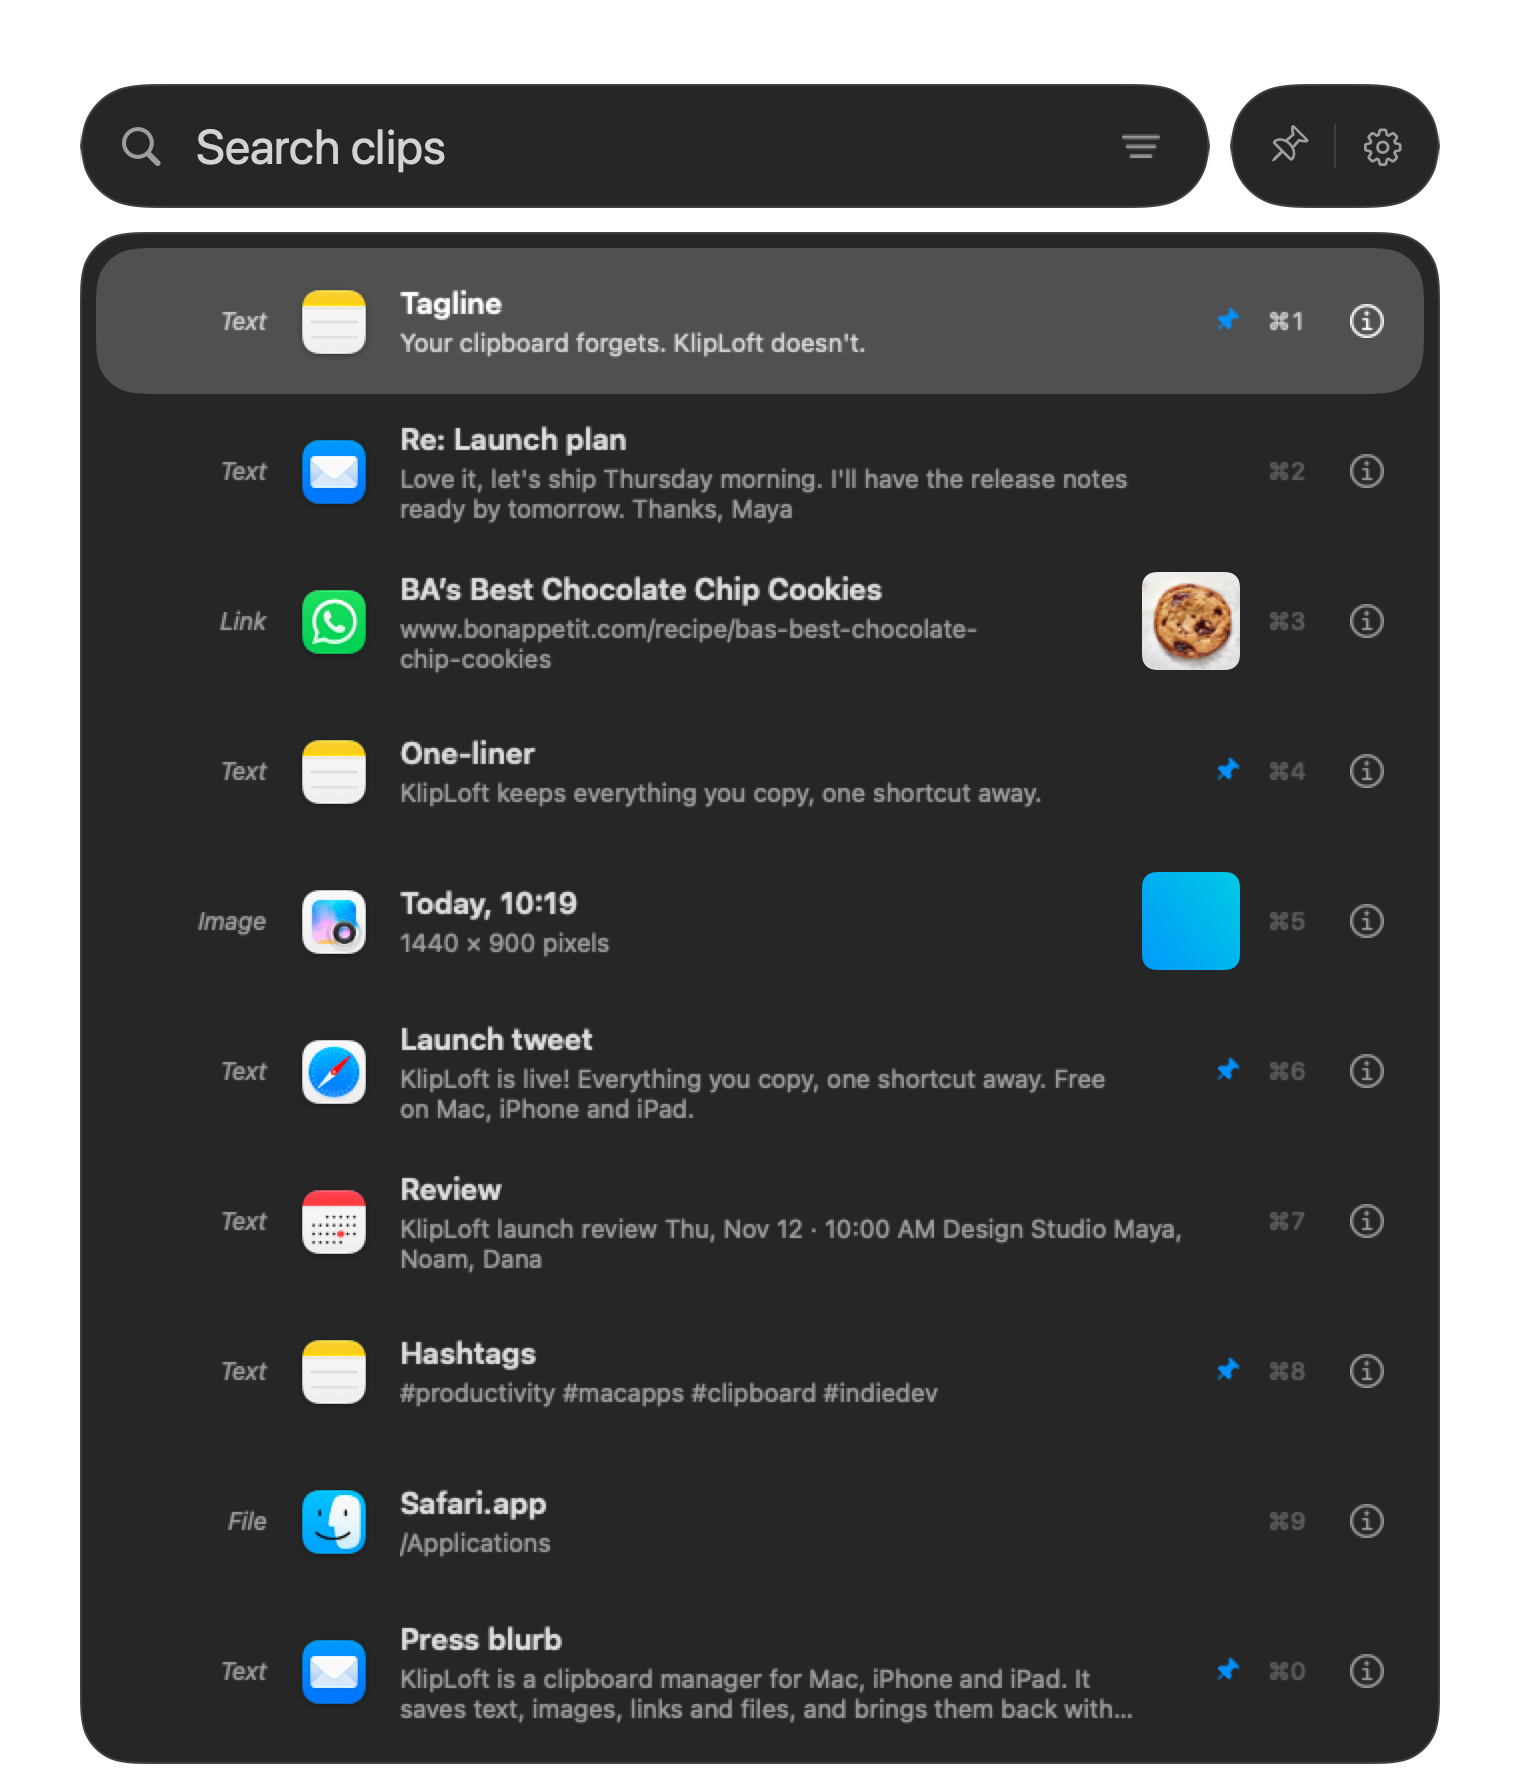 Search clips
Text
Tagline
Your clipboard forgets. KlipLoft doesn't.
⌘1
Text
Re: Launch plan
Love it, let's ship Thursday morning. I'll have the release notes
ready by tomorrow. Thanks, Maya
⌘2
Link
BA’s Best Chocolate Chip Cookies
www.bonappetit.com/recipe/bas-best-chocolate-
chip-cookies
⌘3
Text
One-liner
KlipLoft keeps everything you copy, one shortcut away.
⌘4
Image
Today, 10:19
1440 × 900 pixels
⌘5
Text
Launch tweet
KlipLoft is live! Everything you copy, one shortcut away. Free
on Mac, iPhone and iPad.
⌘6
Text
Review
KlipLoft launch review Thu, Nov 12 · 10:00 AM Design Studio Maya,
Noam, Dana
⌘7
Text
Hashtags
#productivity #macapps #clipboard #indiedev
⌘8
File
Safari.app
/Applications
⌘9
Text
Press blurb
KlipLoft is a clipboard manager for Mac, iPhone and iPad. It
saves text, images, links and files, and brings them back with...
⌘0